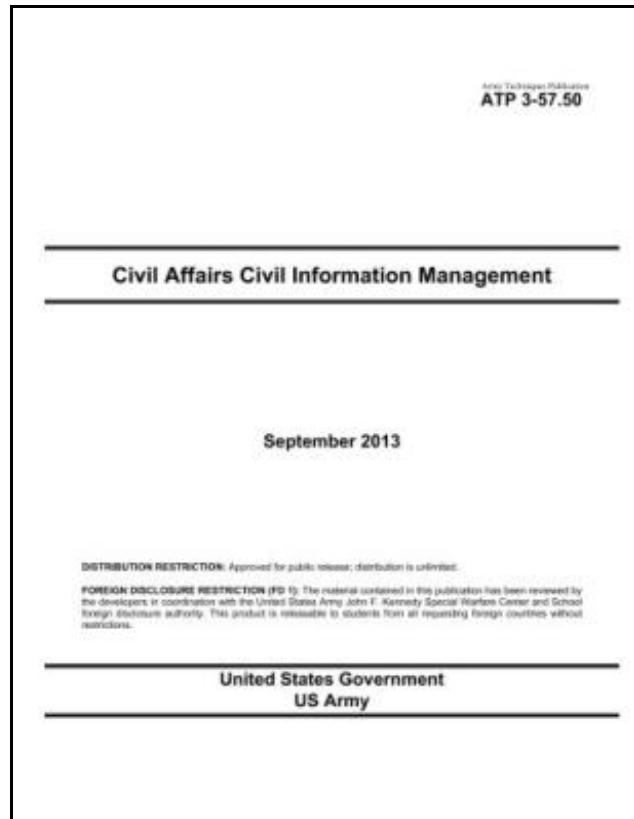 Army Techniques Publication
ATP 3-57.50
Civil Affairs Civil Information Management
September 2013
DISTRIBUTION RESTRICTION: Approved for public release; distribution is unlimited.
FOREIGN DISCLOSURE RESTRICTION (FD 1): The material contained in this publication has been reviewed by
the developers in coordination with the United States Army John F. Kennedy Special Warfare Center and School
foreign disclosure authority. This product is releasable to students from all requesting foreign countries without
restrictions.
United States Government
US Army